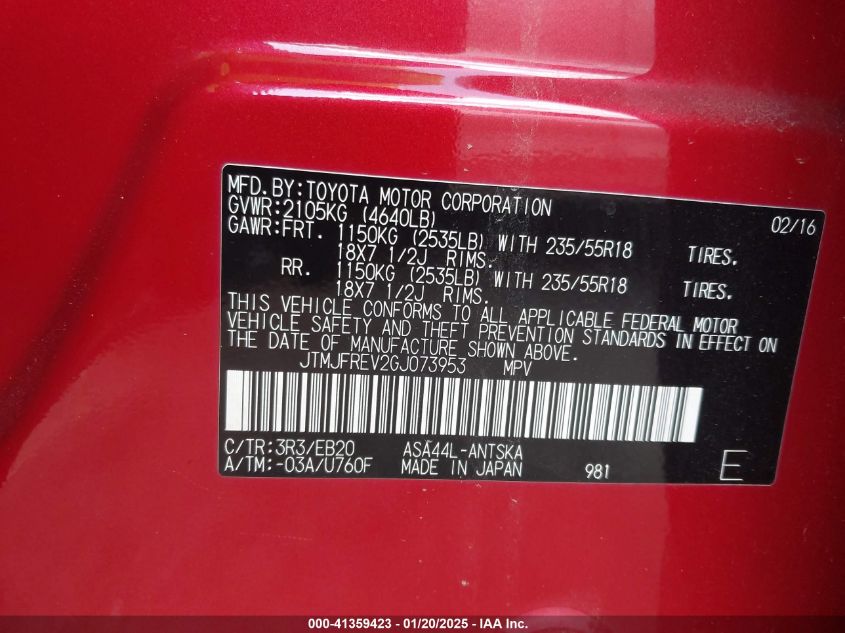 MFD.BY:TOYOTA MOTOR CORPORATION 02/16
GVWR:2105KG (4640LB)
GAWR:FRT. 1150KG (2535LB) WITH 235/55R18 TIRES.
18X7 1/2J RIMS.
RR. 1150KG (2535LB) WITH 235/55R18 TIRES.
18X7 1/2J RIMS.
THIS VEHICLE CONFORMS TO ALL APPLICABLE FEDERAL MOTOR
VEHICLE SAFETY AND THEFT PREVENTION STANDARDS IN EFFECT ON
THE DATE OF MANUFACTURE SHOWN ABOVE.
JTMJFREV2GJ073953 MPV
C/TR:3R3/EB20 ASA44L-ANTSKA
A/TM:-03A/U760F MADE IN JAPAN 981 E
000-41359423 - 01/20/2025 - IAA Inc.